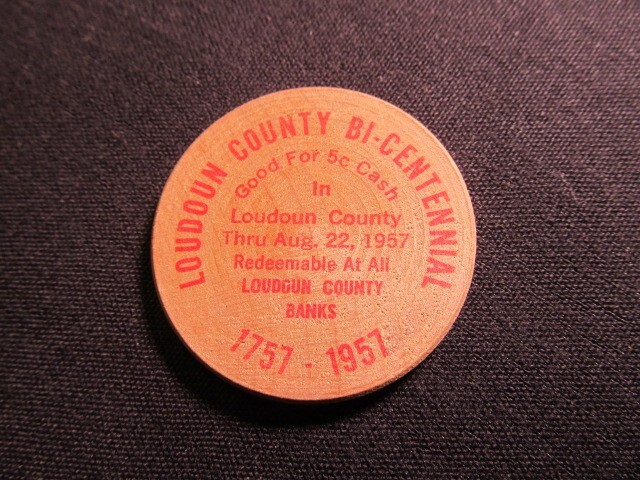 LOUDOUN COUNTY BI-CENTENNIAL
Good For 5c Cash
In
Loudoun County
Thru Aug. 22, 1957
Redeemable At All
LOUDOUN COUNTY
BANKS
1757 - 1957